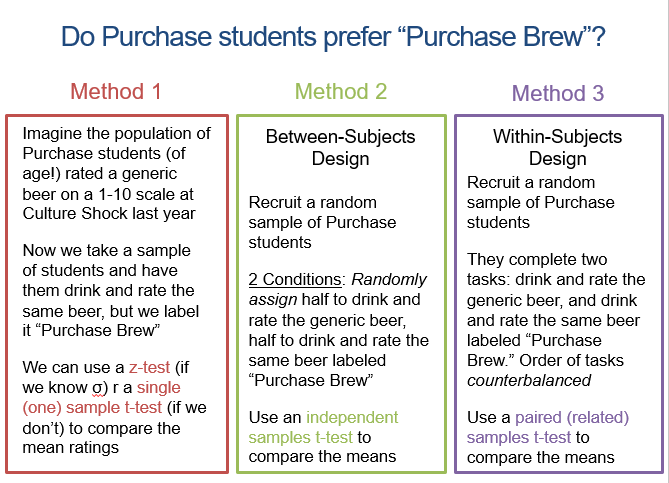 Do Purchase students prefer “Purchase Brew”?
Method 1
Imagine the population of
Purchase students (of
age!) rated a generic
beer on a 1-10 scale at
Culture Shock last year
Now we take a sample
of students and have
them drink and rate the
same beer, but we label
it “Purchase Brew”
We can use a z-test (if
we know σ) r a single
(one) sample t-test (if we
don’t) to compare the
mean ratings
Method 2
Between-Subjects
Design
Recruit a random
sample of Purchase
students
2 Conditions: Randomly
assign half to drink and
rate the generic beer,
half to drink and rate the
same beer labeled
“Purchase Brew”
Use an independent
samples t-test to
compare the means
Method 3
Within-Subjects
Design
Recruit a random
sample of Purchase
students
They complete two
tasks: drink and rate the
generic beer, and drink
and rate the same beer
labeled “Purchase
Brew.” Order of tasks
counterbalanced
Use a paired (related)
samples t-test to
compare the means